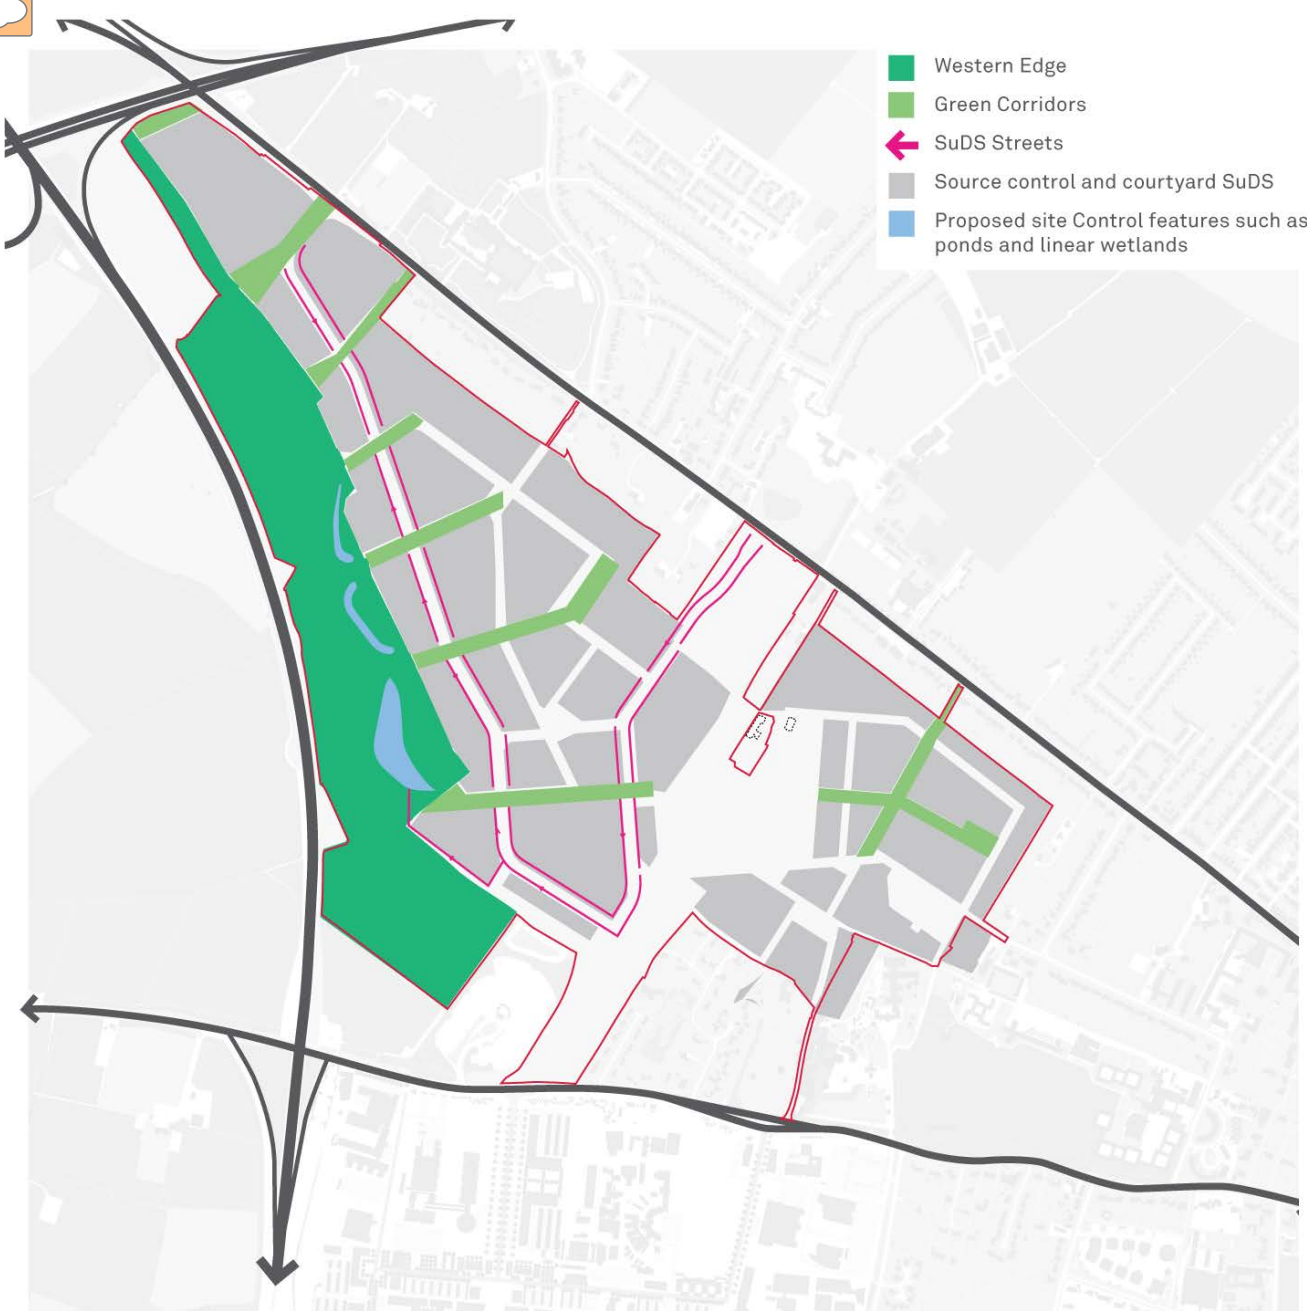 Western Edge
Green Corridors
SuDS Streets
Source control and courtyard SuDS
Proposed site Control features such as
ponds and linear wetlands